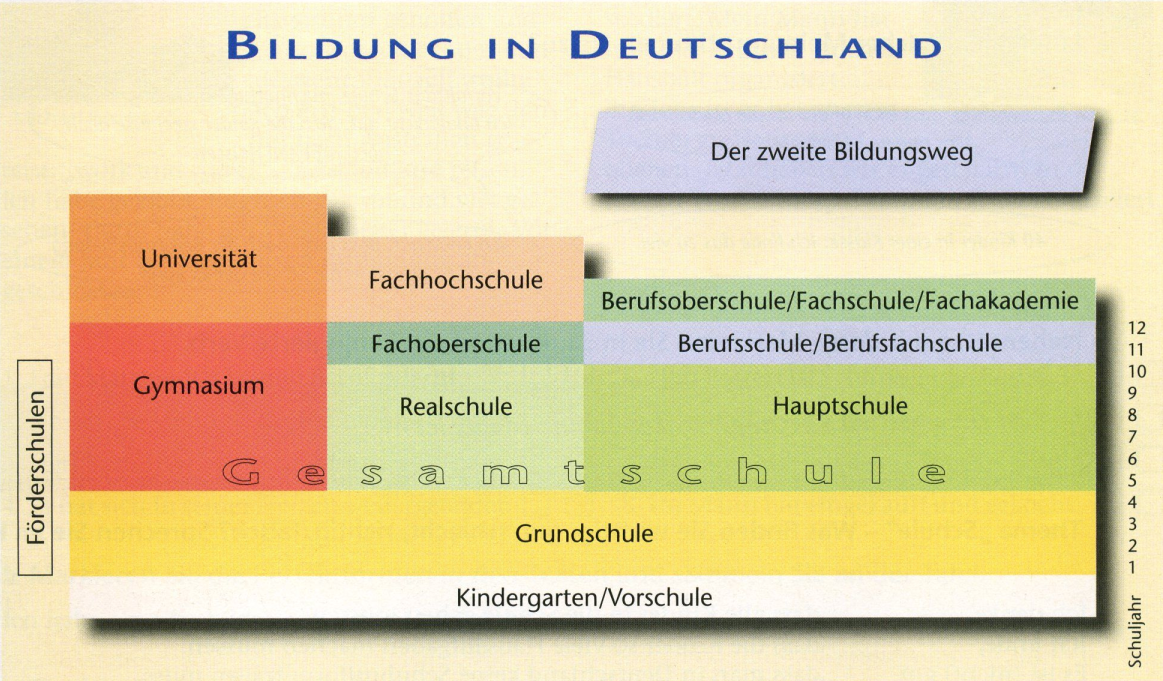 BILDUNG IN DEUTSCHLAND
Der zweite Bildungsweg
Universität
Fachhochschule
Berufsoberschule/Fachschule/Fachakademie
Fachoberschule
Berufsschule/Berufsfachschule
Gymnasium
Realschule
Hauptschule
Gesamtschule
Grundschule
Kindergarten/Vorschule
Förderschulen
12
11
10
9
8
7
6
5
4
3
2
1
Schuljahr